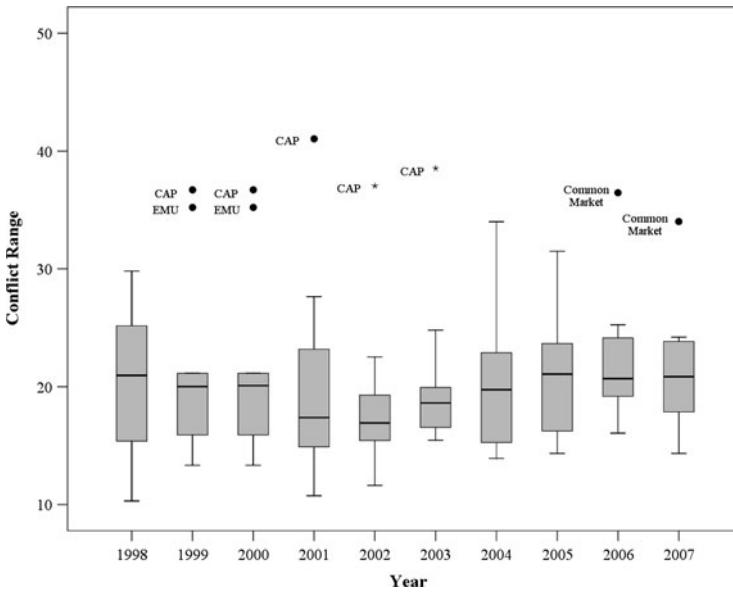 50
40
30
20
10
Conflict Range
CAP
EMU
CAP
EMU
CAP
CAP
CAP
Common
Market
Common
Market
1998 1999 2000 2001 2002 2003 2004 2005 2006 2007
Year